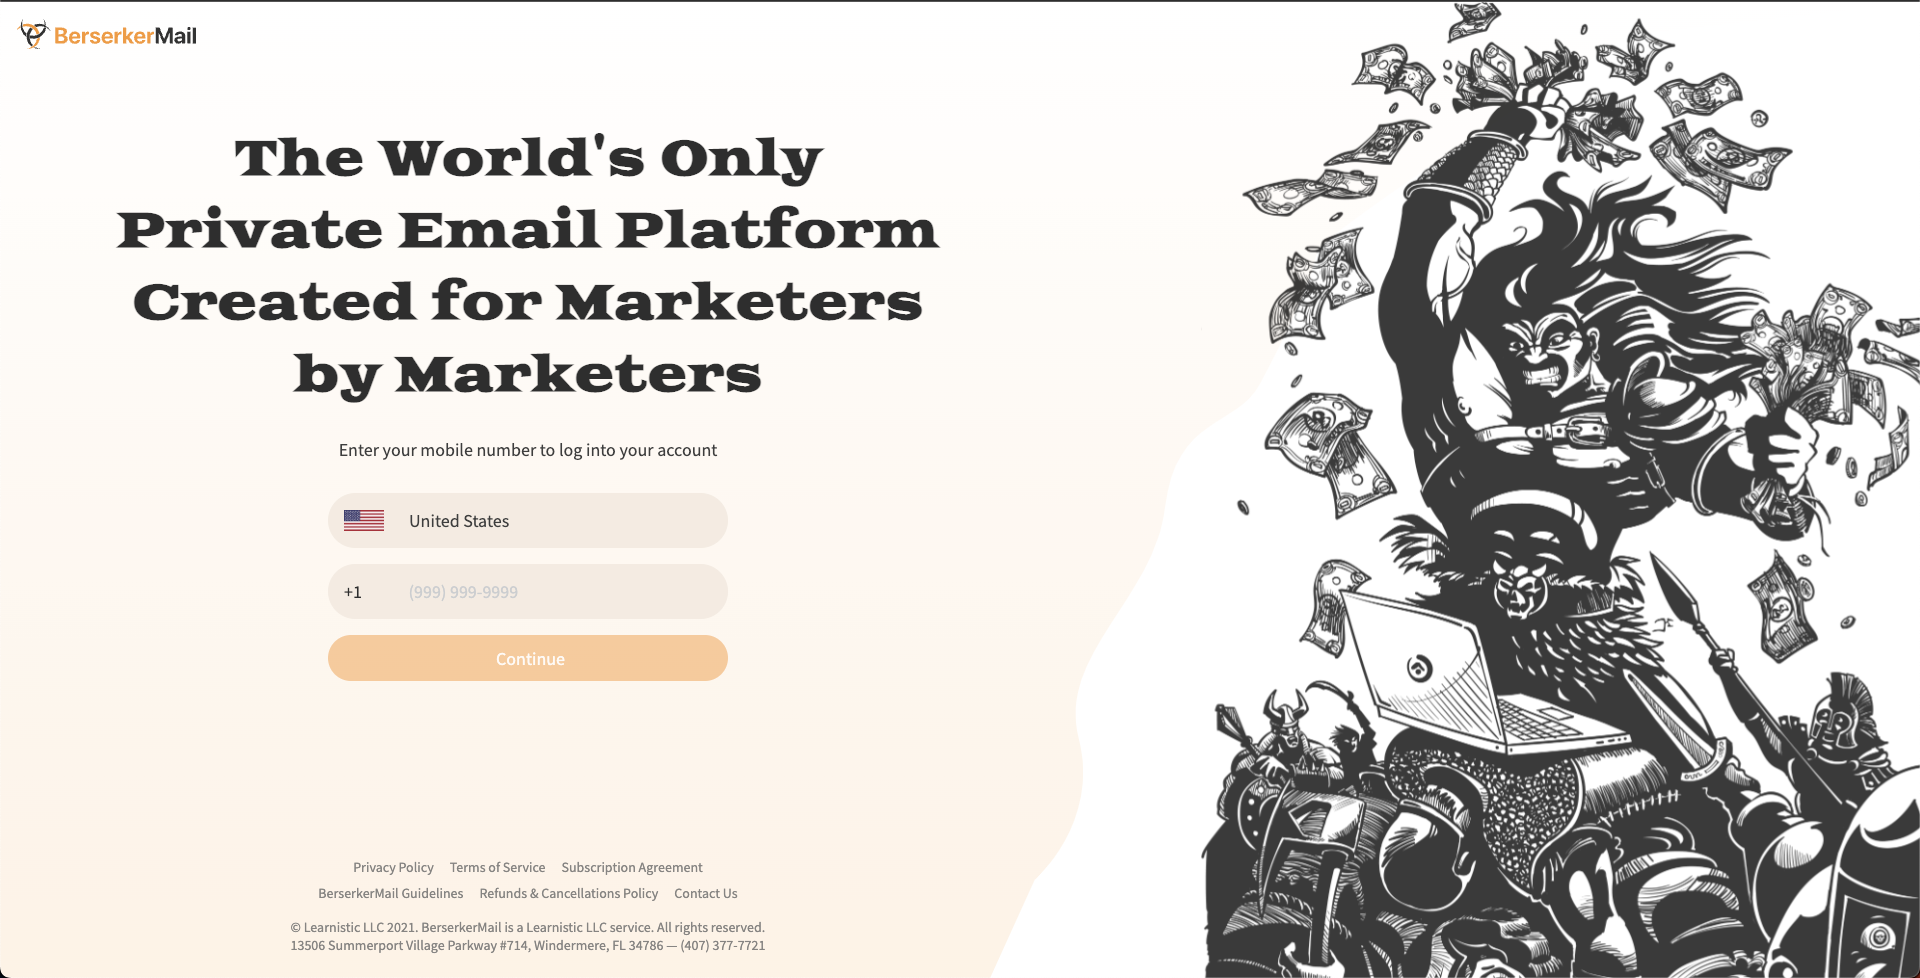 BerserkerMail
The World's Only
Private Email Platform
Created for Marketers
by Marketers
Enter your mobile number to log into your account
United States
+1 (999) 999-9999
Continue
Privacy Policy Terms of Service Subscription Agreement
BerserkerMail Guidelines Refunds & Cancellations Policy Contact Us
© Learnistic LLC 2021. BerserkerMail is a Learnistic LLC service. All rights reserved.
13506 Summerport Village Parkway #714, Windermere, FL 34786 — (407) 377-7721